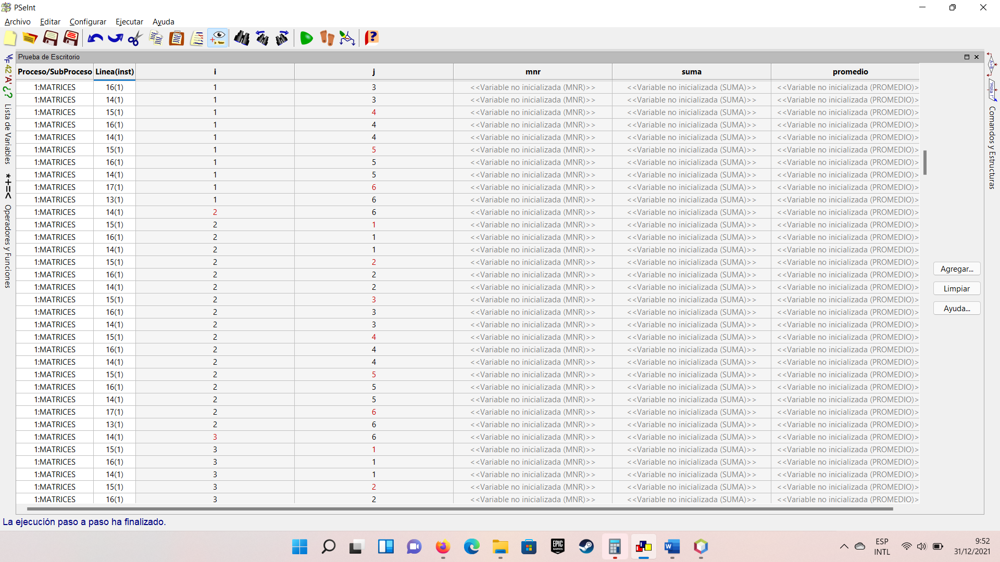 PSeInt
Archivo Editar Configurar Ejecutar Ayuda
Prueba de Escritorio
Proceso/SubProceso Linea(inst) i j mnr suma promedio
1:MATRICES 16(1) 1 3 <<Variable no inicializada (MNR)>> <<Variable no inicializada (SUMA)>> <<Variable no inicializada (PROMEDIO)>
1:MATRICES 14(1) 1 3 <<Variable no inicializada (MNR)>> <<Variable no inicializada (SUMA)>> <<Variable no inicializada (PROMEDIO)>
1:MATRICES 15(1) 1 4 <<Variable no inicializada (MNR)>> <<Variable no inicializada (SUMA)>> <<Variable no inicializada (PROMEDIO)>
1:MATRICES 16(1) 1 4 <<Variable no inicializada (MNR)>> <<Variable no inicializada (SUMA)>> <<Variable no inicializada (PROMEDIO)>
1:MATRICES 14(1) 1 4 <<Variable no inicializada (MNR)>> <<Variable no inicializada (SUMA)>> <<Variable no inicializada (PROMEDIO)>
1:MATRICES 15(1) 1 5 <<Variable no inicializada (MNR)>> <<Variable no inicializada (SUMA)>> <<Variable no inicializada (PROMEDIO)>
1:MATRICES 16(1) 1 5 <<Variable no inicializada (MNR)>> <<Variable no inicializada (SUMA)>> <<Variable no inicializada (PROMEDIO)>
1:MATRICES 14(1) 1 5 <<Variable no inicializada (MNR)>> <<Variable no inicializada (SUMA)>> <<Variable no inicializada (PROMEDIO)>
1:MATRICES 17(1) 1 6 <<Variable no inicializada (MNR)>> <<Variable no inicializada (SUMA)>> <<Variable no inicializada (PROMEDIO)>
1:MATRICES 13(1) 1 6 <<Variable no inicializada (MNR)>> <<Variable no inicializada (SUMA)>> <<Variable no inicializada (PROMEDIO)>
1:MATRICES 14(1) 2 6 <<Variable no inicializada (MNR)>> <<Variable no inicializada (SUMA)>> <<Variable no inicializada (PROMEDIO)>
1:MATRICES 15(1) 2 1 <<Variable no inicializada (MNR)>> <<Variable no inicializada (SUMA)>> <<Variable no inicializada (PROMEDIO)>
1:MATRICES 16(1) 2 1 <<Variable no inicializada (MNR)>> <<Variable no inicializada (SUMA)>> <<Variable no inicializada (PROMEDIO)>
1:MATRICES 14(1) 2 1 <<Variable no inicializada (MNR)>> <<Variable no inicializada (SUMA)>> <<Variable no inicializada (PROMEDIO)>
1:MATRICES 15(1) 2 2 <<Variable no inicializada (MNR)>> <<Variable no inicializada (SUMA)>> <<Variable no inicializada (PROMEDIO)>
1:MATRICES 16(1) 2 2 <<Variable no inicializada (MNR)>> <<Variable no inicializada (SUMA)>> <<Variable no inicializada (PROMEDIO)>
1:MATRICES 14(1) 2 2 <<Variable no inicializada (MNR)>> <<Variable no inicializada (SUMA)>> <<Variable no inicializada (PROMEDIO)>
1:MATRICES 15(1) 2 3 <<Variable no inicializada (MNR)>> <<Variable no inicializada (SUMA)>> <<Variable no inicializada (PROMEDIO)>
1:MATRICES 16(1) 2 3 <<Variable no inicializada (MNR)>> <<Variable no inicializada (SUMA)>> <<Variable no inicializada (PROMEDIO)>
1:MATRICES 14(1) 2 3 <<Variable no inicializada (MNR)>> <<Variable no inicializada (SUMA)>> <<Variable no inicializada (PROMEDIO)>
1:MATRICES 15(1) 2 4 <<Variable no inicializada (MNR)>> <<Variable no inicializada (SUMA)>> <<Variable no inicializada (PROMEDIO)>
1:MATRICES 16(1) 2 4 <<Variable no inicializada (MNR)>> <<Variable no inicializada (SUMA)>> <<Variable no inicializada (PROMEDIO)>
1:MATRICES 14(1) 2 4 <<Variable no inicializada (MNR)>> <<Variable no inicializada (SUMA)>> <<Variable no inicializada (PROMEDIO)>
1:MATRICES 15(1) 2 5 <<Variable no inicializada (MNR)>> <<Variable no inicializada (SUMA)>> <<Variable no inicializada (PROMEDIO)>
1:MATRICES 16(1) 2 5 <<Variable no inicializada (MNR)>> <<Variable no inicializada (SUMA)>> <<Variable no inicializada (PROMEDIO)>
1:MATRICES 14(1) 2 5 <<Variable no inicializada (MNR)>> <<Variable no inicializada (SUMA)>> <<Variable no inicializada (PROMEDIO)>
1:MATRICES 17(1) 2 6 <<Variable no inicializada (MNR)>> <<Variable no inicializada (SUMA)>> <<Variable no inicializada (PROMEDIO)>
1:MATRICES 13(1) 2 6 <<Variable no inicializada (MNR)>> <<Variable no inicializada (SUMA)>> <<Variable no inicializada (PROMEDIO)>
1:MATRICES 14(1) 3 6 <<Variable no inicializada (MNR)>> <<Variable no inicializada (SUMA)>> <<Variable no inicializada (PROMEDIO)>
1:MATRICES 15(1) 3 1 <<Variable no inicializada (MNR)>> <<Variable no inicializada (SUMA)>> <<Variable no inicializada (PROMEDIO)>
1:MATRICES 16(1) 3 1 <<Variable no inicializada (MNR)>> <<Variable no inicializada (SUMA)>> <<Variable no inicializada (PROMEDIO)>
1:MATRICES 14(1) 3 1 <<Variable no inicializada (MNR)>> <<Variable no inicializada (SUMA)>> <<Variable no inicializada (PROMEDIO)>
1:MATRICES 15(1) 3 2 <<Variable no inicializada (MNR)>> <<Variable no inicializada (SUMA)>> <<Variable no inicializada (PROMEDIO)>
1:MATRICES 16(1) 3 2 <<Variable no inicializada (MNR)>> <<Variable no inicializada (SUMA)>> <<Variable no inicializada (PROMEDIO)>
V/F 42 'A' ¿?
Lista de Variables
*+=<
Operadores y Funciones
A>B
'Hola !'
Comandos y Estructuras
Agregar...
Limpiar
Ayuda...
La ejecución paso a paso ha finalizado.
EPIC GAMES
ESP
INTL
9:52
31/12/2021